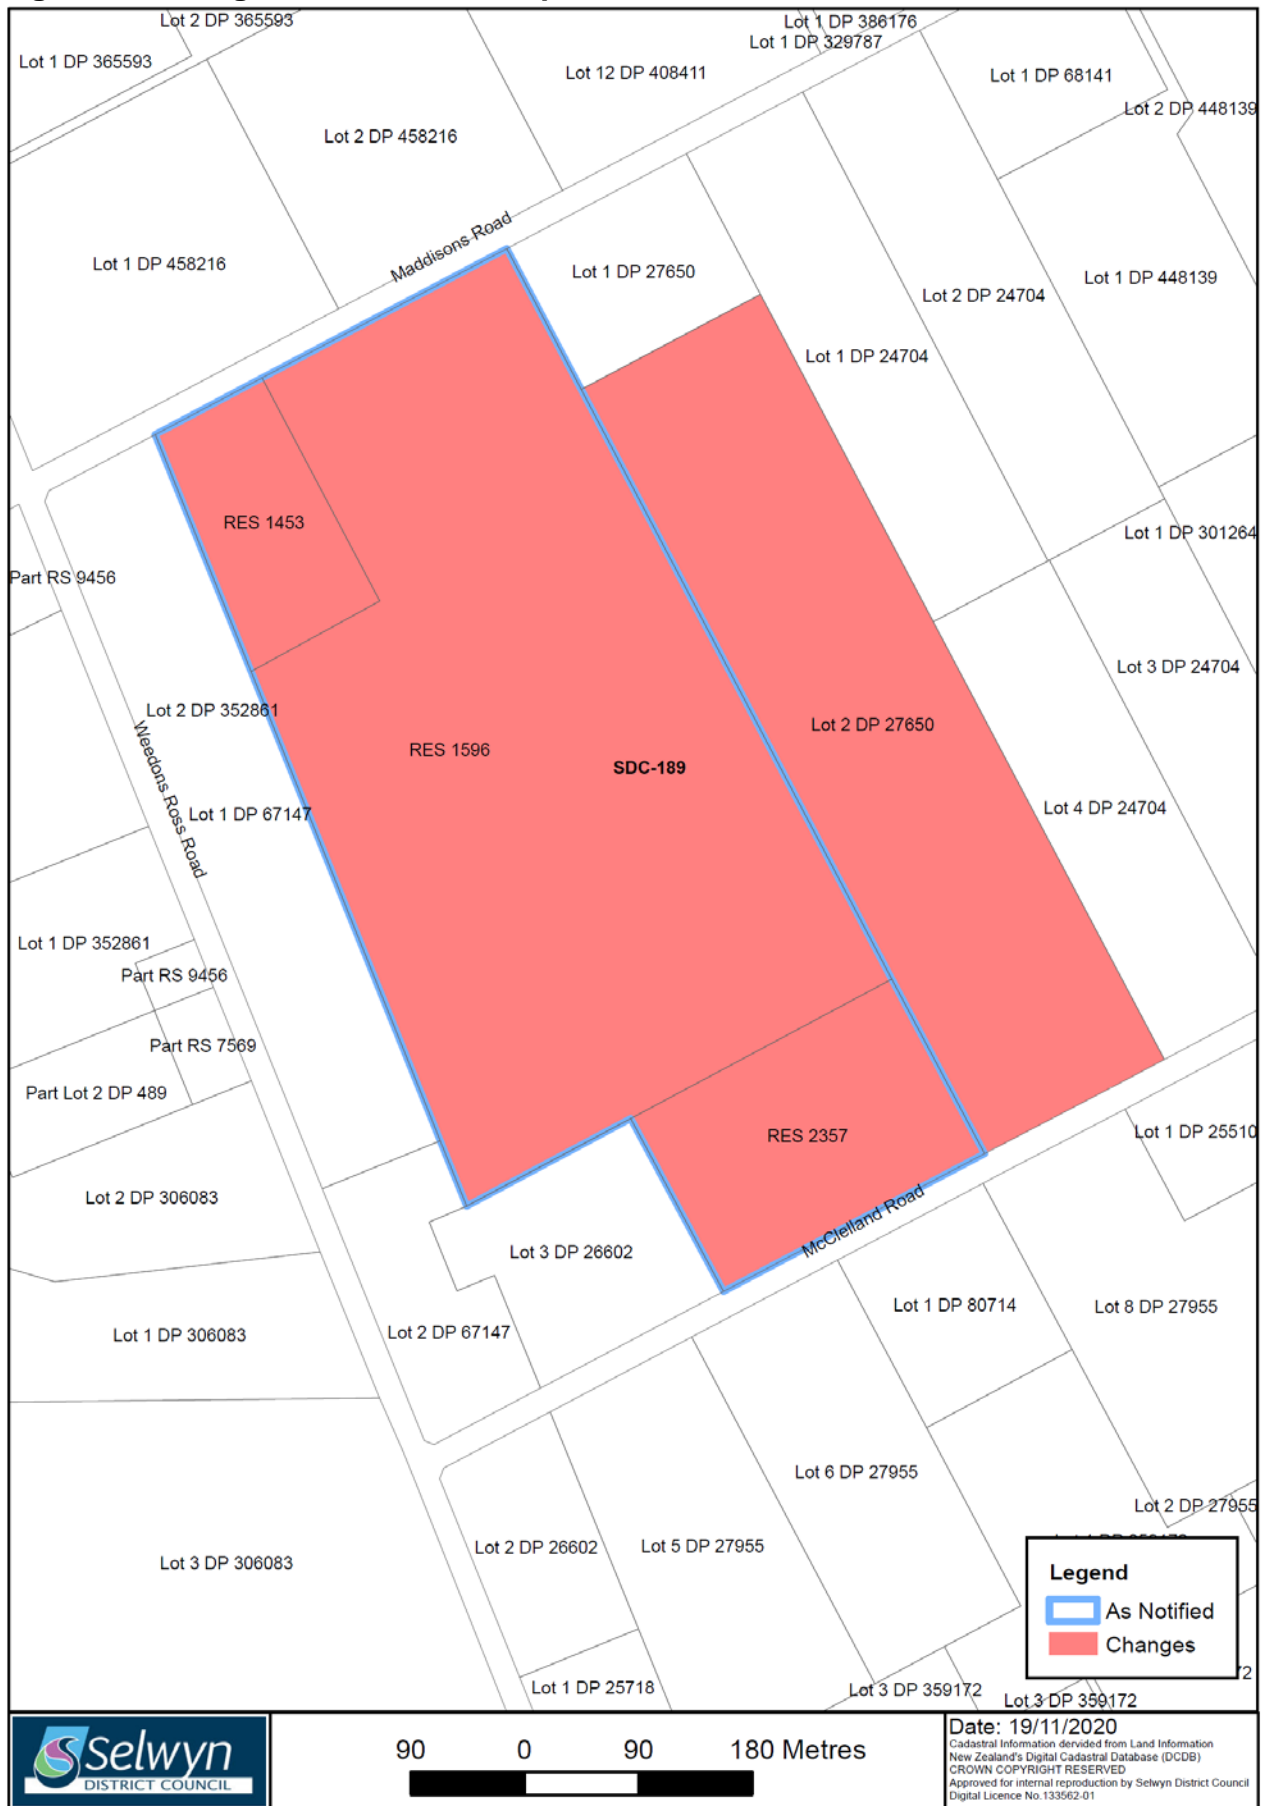 Lot 2 DP 365593
Lot 1 DP 386176
Lot 1 DP 329787
Lot 1 DP 365593
Lot 12 DP 408411
Lot 1 DP 68141
Lot 2 DP 448139
Lot 2 DP 458216
Maddisons Road
Lot 1 DP 458216
Lot 1 DP 27650
Lot 1 DP 448139
Lot 2 DP 24704
Lot 1 DP 24704
RES 1453
Lot 1 DP 301264
Part RS 9456
Lot 3 DP 24704
Lot 2 DP 352861
Weedons Ross Road
Lot 2 DP 27650
RES 1596
SDC-189
Lot 1 DP 67147
Lot 4 DP 24704
Lot 1 DP 352861
Part RS 9456
Part RS 7569
Part Lot 2 DP 489
RES 2357
Lot 1 DP 25510
Lot 2 DP 306083
McClelland Road
Lot 3 DP 26602
Lot 1 DP 80714
Lot 8 DP 27955
Lot 1 DP 306083
Lot 2 DP 67147
Lot 6 DP 27955
Lot 2 DP 27955
Lot 2 DP 26602
Lot 5 DP 27955
Lot 3 DP 306083
Legend
As Notified
Changes
Lot 1 DP 25718
Lot 3 DP 359172
Lot 3 DP 359172
Selwyn
DISTRICT COUNCIL
90 0 90 180 Metres
Date: 19/11/2020
Cadastral Information dervided from Land Information
New Zealand's Digital Cadastral Database (DCDB)
CROWN COPYRIGHT RESERVED
Approved for internal reproduction by Selwyn District Council
Digital Licence No.133562-01